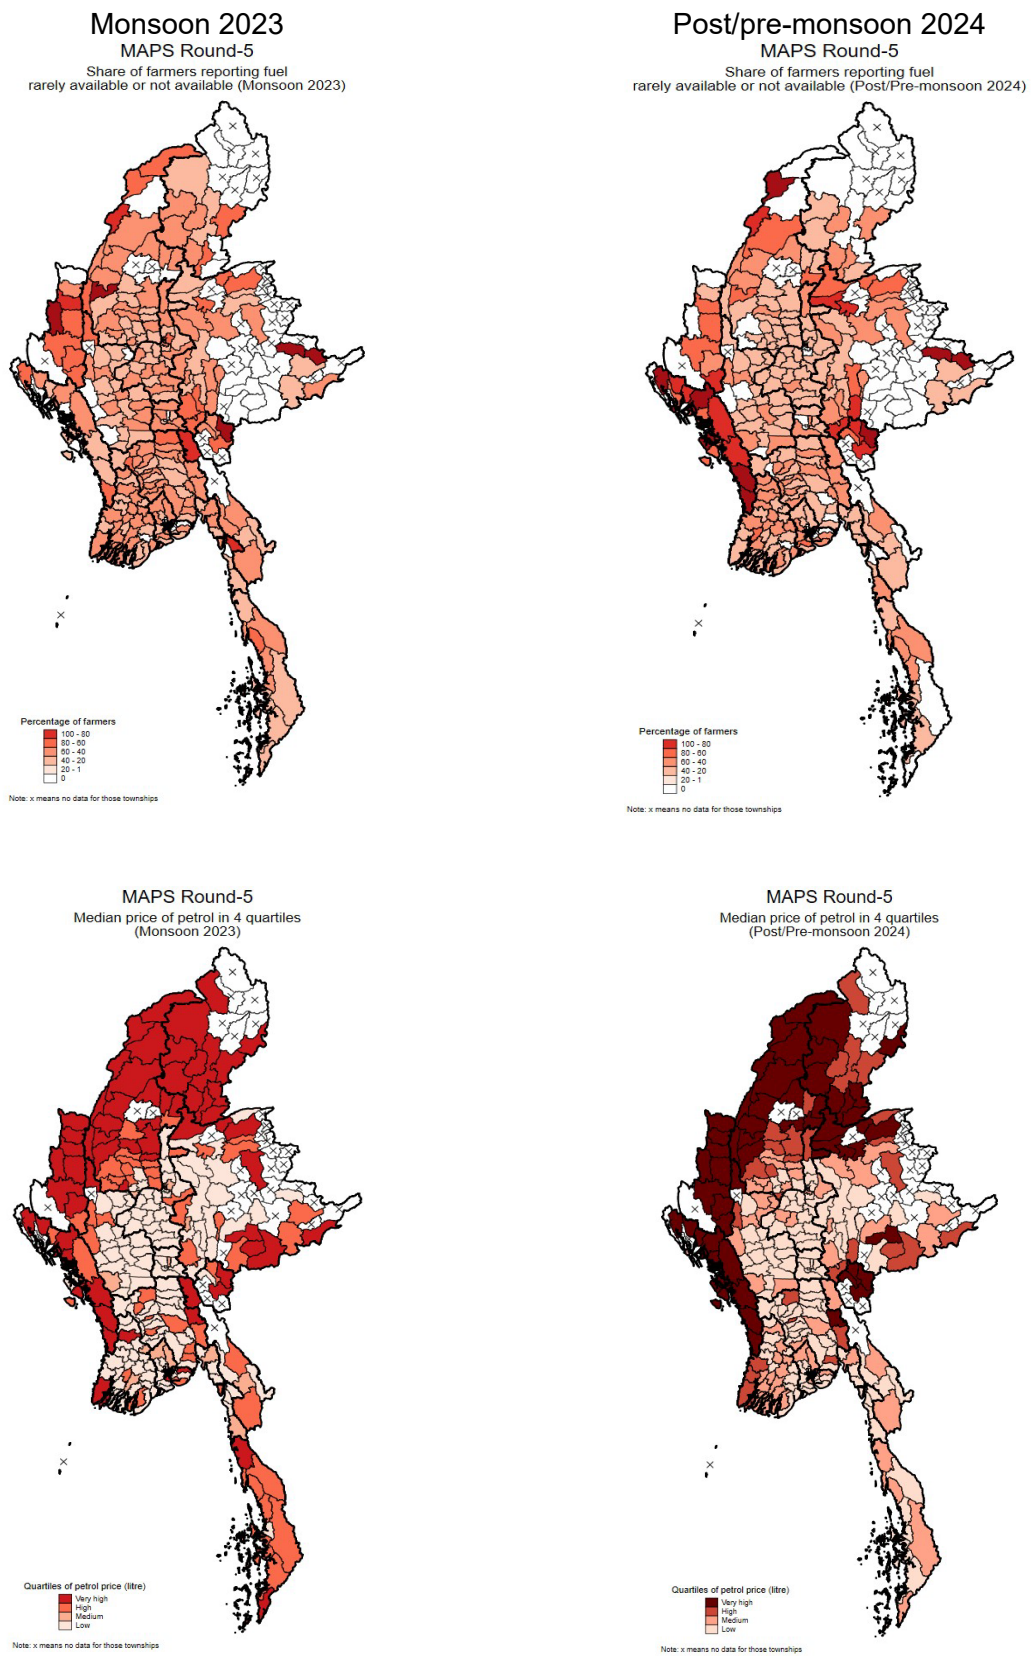 Monsoon 2023
MAPS Round-5
Share of farmers reporting fuel
rarely available or not available (Monsoon 2023)
Percentage of farmers
100 - 80
80 - 60
60 - 40
40 - 20
20 - 1
0
Note: x means no data for those townships
Post/pre-monsoon 2024
MAPS Round-5
Share of farmers reporting fuel
rarely available or not available (Post/Pre-monsoon 2024)
Percentage of farmers
100 - 80
80 - 60
60 - 40
40 - 20
20 - 1
0
Note: x means no data for those townships
MAPS Round-5
Median price of petrol in 4 quartiles
(Monsoon 2023)
Quartiles of petrol price (litre)
Very high
High
Medium
Low
Note: x means no data for those townships
MAPS Round-5
Median price of petrol in 4 quartiles
(Post/Pre-monsoon 2024)
Quartiles of petrol price (litre)
Very high
High
Medium
Low
Note: x means no data for those townships